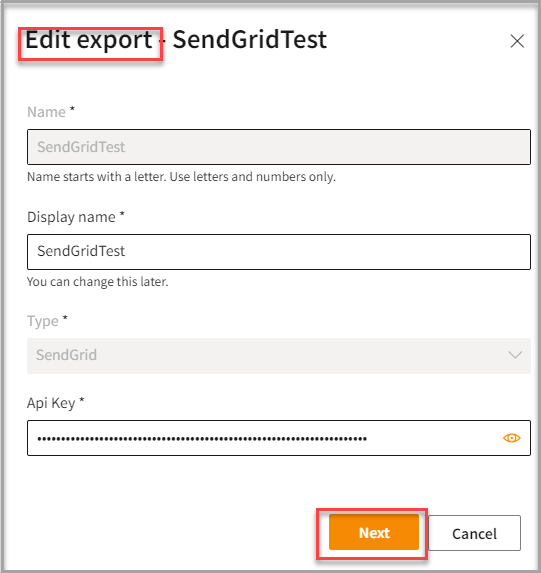 Edit export - SendGridTest
Name *
SendGridTest
Name starts with a letter. Use letters and numbers only.
Display name *
SendGridTest
You can change this later.
Type *
SendGrid
Api Key *
Next
Cancel